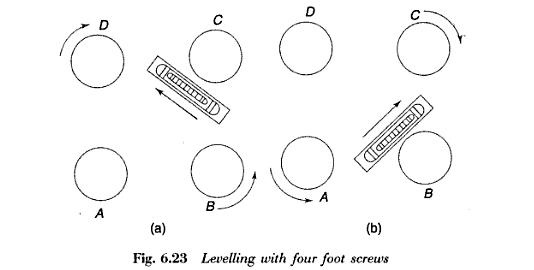 D C D C
A B A B
(a) (b)
Fig. 6.23 Levelling with four foot screws